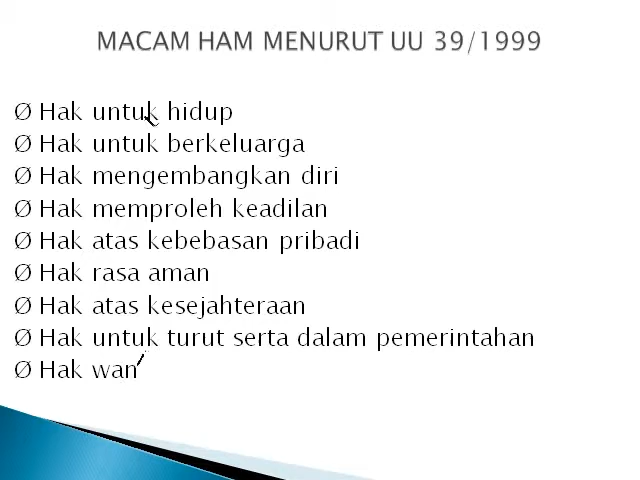 MACAM HAM MENURUT UU 39/1999
Ø Hak untuk hidup
Ø Hak untuk berkeluarga
Ø Hak mengembangkan diri
Ø Hak memproleh keadilan
Ø Hak atas kebebasan pribadi
Ø Hak rasa aman
Ø Hak atas kesejahteraan
Ø Hak untuk turut serta dalam pemerintahan
Ø Hak wan